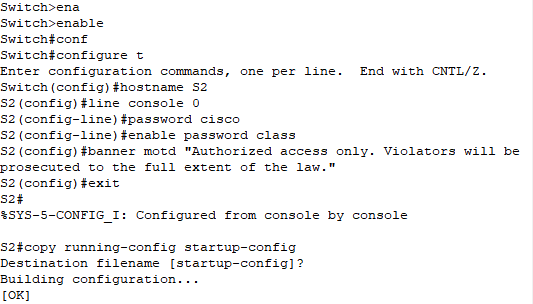 Switch>ena
Switch>enable
Switch#conf
Switch#configure t
Enter configuration commands, one per line.  End with CNTL/Z.
Switch(config)#hostname S2
S2(config)#line console 0
S2(config-line)#password cisco
S2(config-line)#enable password class
S2(config)#banner motd "Authorized access only. Violators will be
prosecuted to the full extent of the law."
S2(config)#exit
S2#
%SYS-5-CONFIG_I: Configured from console by console

S2#copy running-config startup-config
Destination filename [startup-config]?
Building configuration...
[OK]